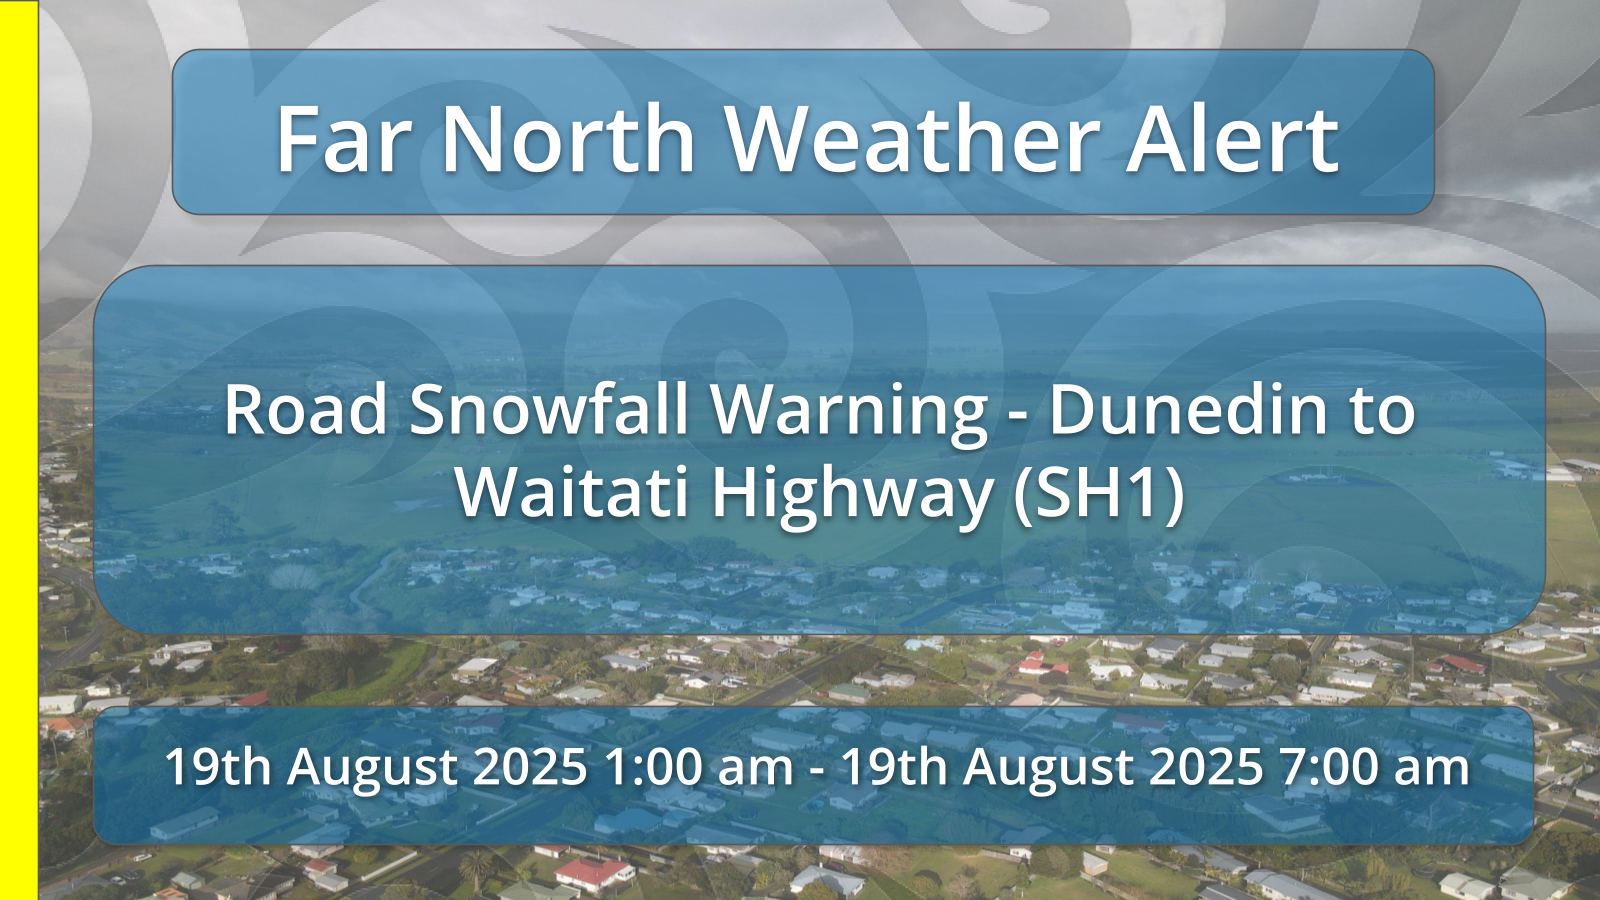 Far North Weather Alert
Road Snowfall Warning - Dunedin to
Waitati Highway (SH1)
19th August 2025 1:00 am - 19th August 2025 7:00 am